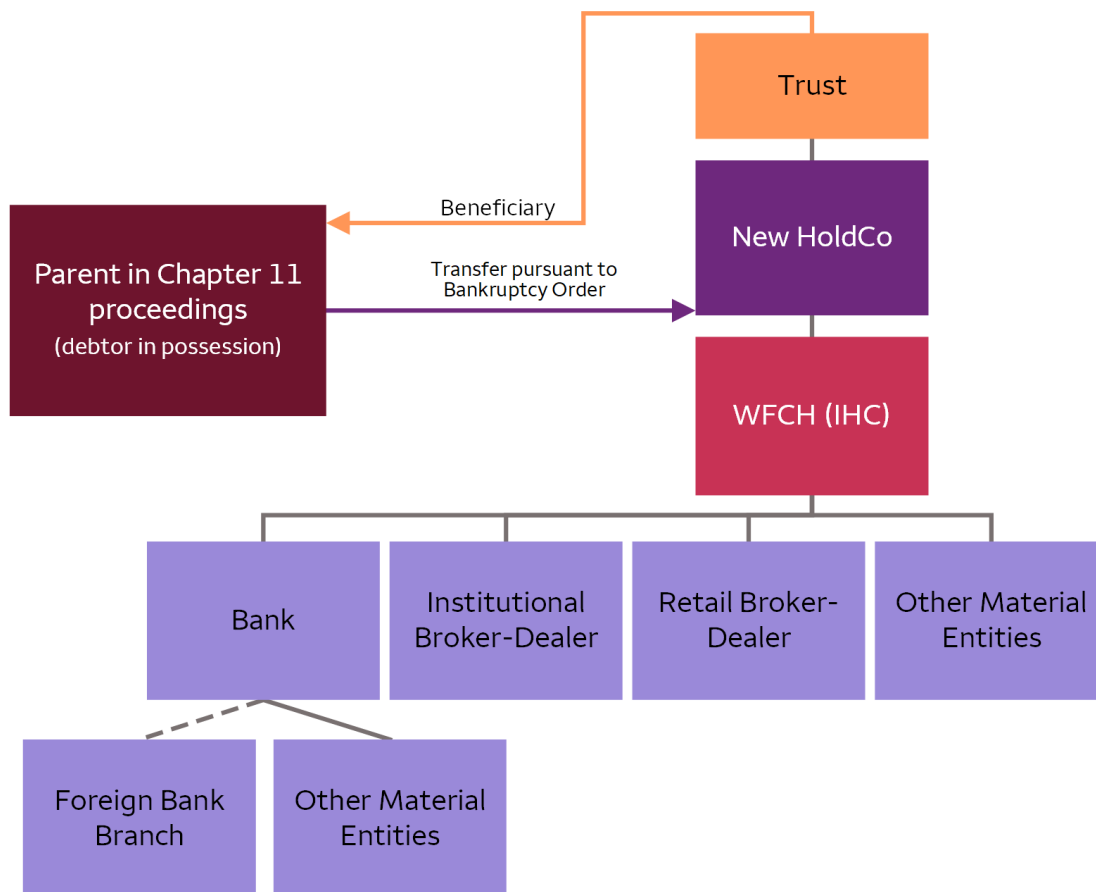 Trust
Beneficiary
New HoldCo
Parent in Chapter 11
proceedings
(debtor in possession)
Transfer pursuant to
Bankruptcy Order
WFCH (IHC)
Bank
Institutional
Broker-Dealer
Retail Broker-
Dealer
Other Material
Entities
Foreign Bank
Branch
Other Material
Entities